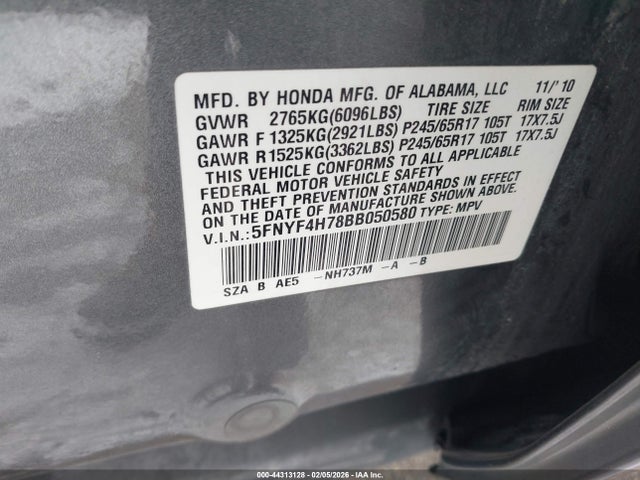 MFD. BY HONDA MFG. OF ALABAMA, LLC 11/'10
GVWR 2765KG(6096LBS) TIRE SIZE RIM SIZE
GAWR F 1325KG(2921LBS) P245/65R17 105T 17X7.5J
GAWR R 1525KG(3362LBS) P245/65R17 105T 17X7.5J
THIS VEHICLE CONFORMS TO ALL APPLICABLE
FEDERAL MOTOR VEHICLE SAFETY
AND THEFT PREVENTION STANDARDS IN EFFECT
ON THE DATE OF MANUFACTURE SHOWN ABOVE.
V.I.N.: 5FNYF4H78BB050580 TYPE: MPV
SZA B AE5 -NH737M -A -B
000-44313128 - 02/05/2026 - IAA Inc.